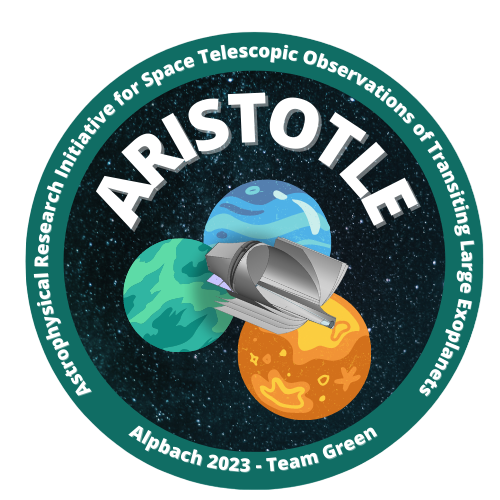 Astrophysical Research Initiative for Space Telescopic Observations of Transiting Large Exoplanets
ARISTOTLE
Alpbach 2023 - Team Green